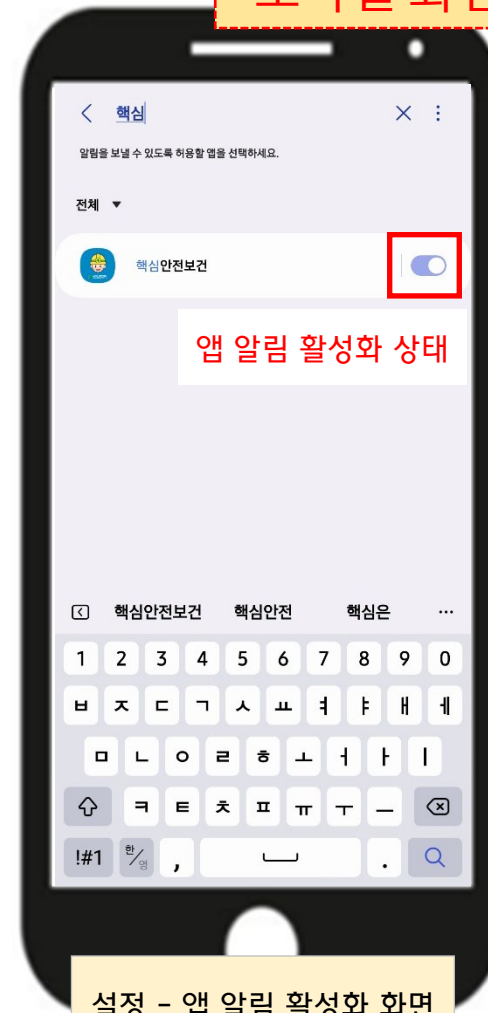 핵심
알림을 보낼 수 있도록 허용할 앱을 선택하세요.
전체 ▼
핵심안전보건
앱 알림 활성화 상태
핵심안전보건 핵심안전 핵심은 ...
1 2 3 4 5 6 7 8 9 0
ㅂ ㅈ ㄷ ㄱ ㅅ ㅛ ㅕ ㅑ ㅐ ㅔ
ㅁ ㄴ ㅇ ㄹ ㅎ ㅗ ㅓ ㅏ ㅣ
ㅋ ㅌ ㅊ ㅍ ㅠ ㅜ ㅡ
!#1 한/영 , .
설정 - 앱 알림 활성화 화면